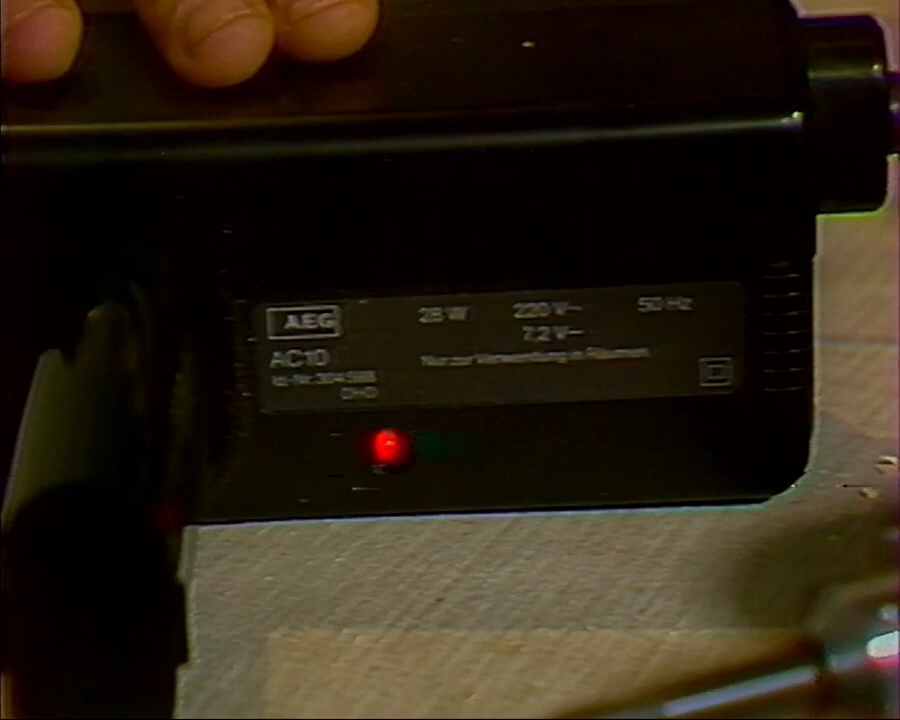 AEG 28 W 220 V~ 50 Hz
7.2 V⎓
AC10
Nur zur Verwendung in Räumen